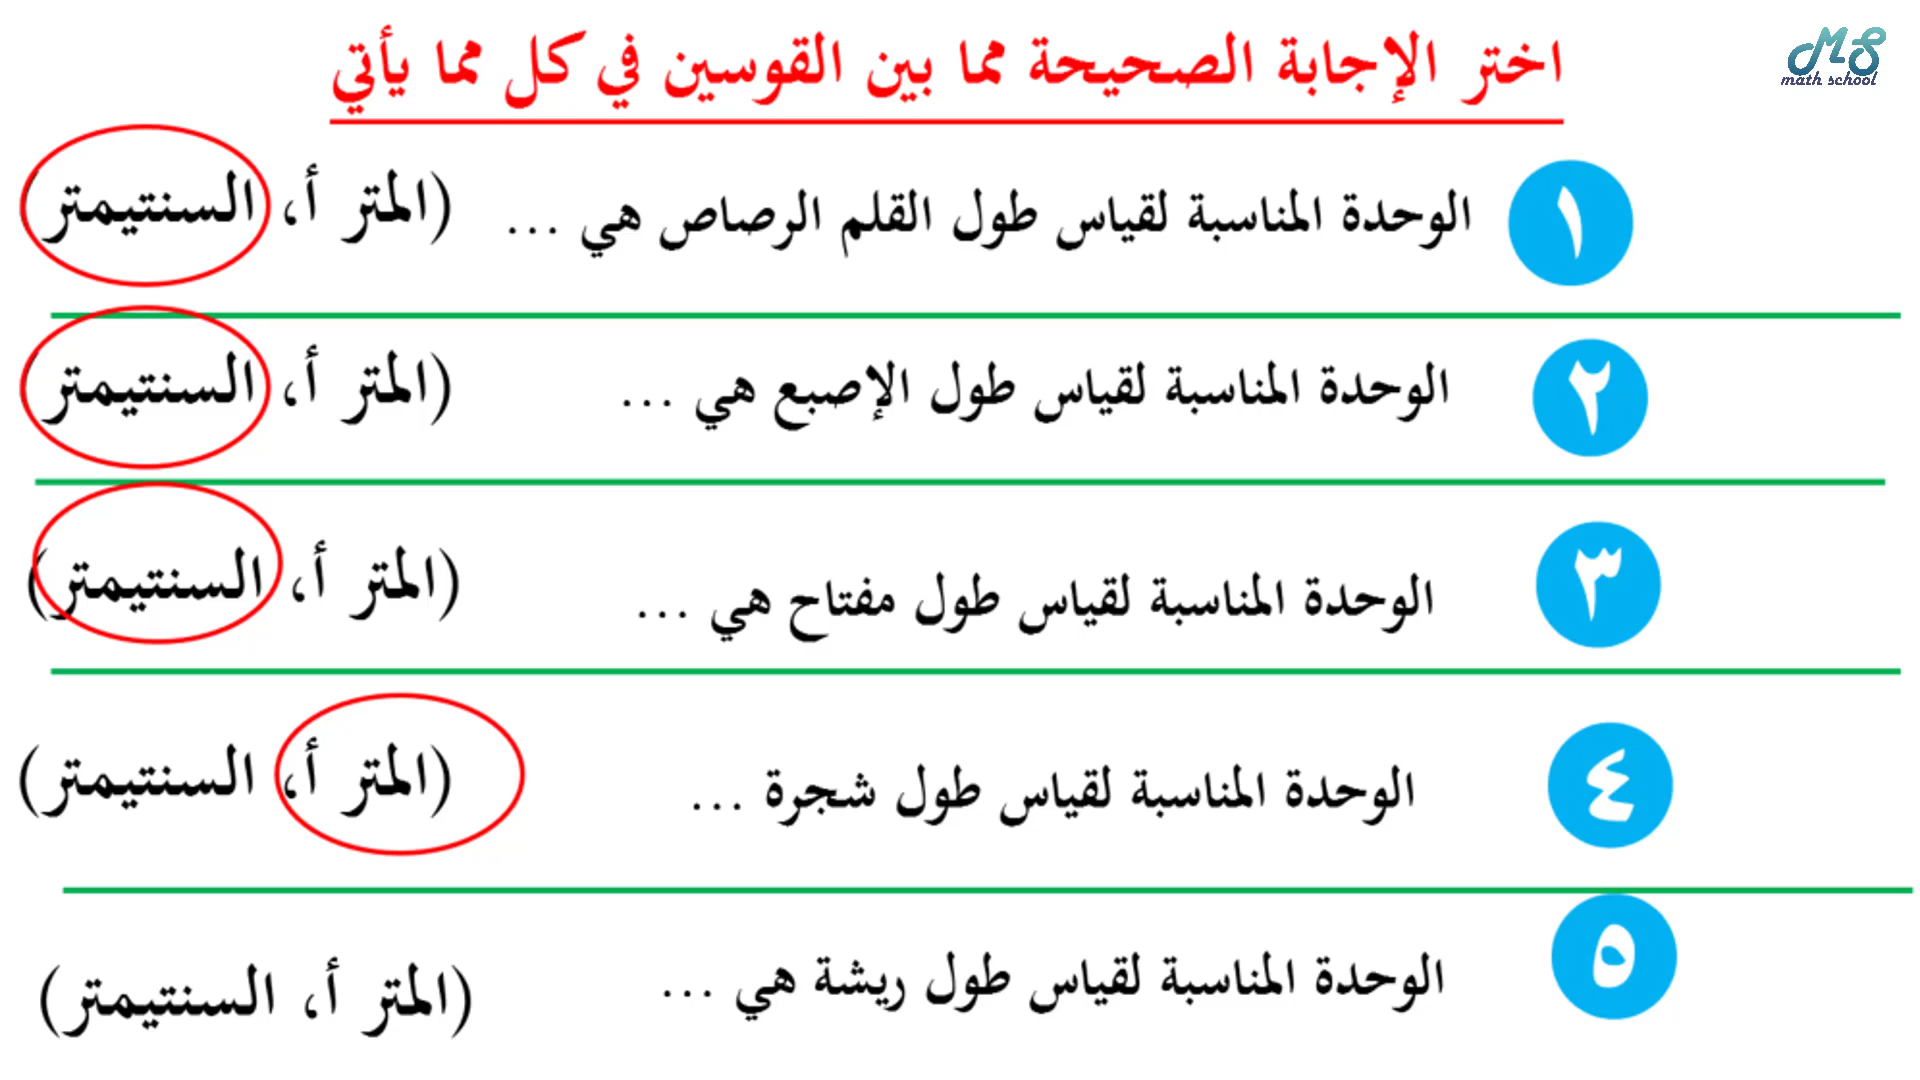 اختر الإجابة الصحيحة مما بين القوسين في كل مما يأتي
MS
math school
١ الوحدة المناسبة لقياس طول القلم الرصاص هي ... (المتر أ، السنتيمتر)
٢ الوحدة المناسبة لقياس طول الإصبع هي ... (المتر أ، السنتيمتر)
٣ الوحدة المناسبة لقياس طول مفتاح هي ... (المتر أ، السنتيمتر)
٤ الوحدة المناسبة لقياس طول شجرة ... (المتر أ، السنتيمتر)
٥ الوحدة المناسبة لقياس طول ريشة هي ... (المتر أ، السنتيمتر)